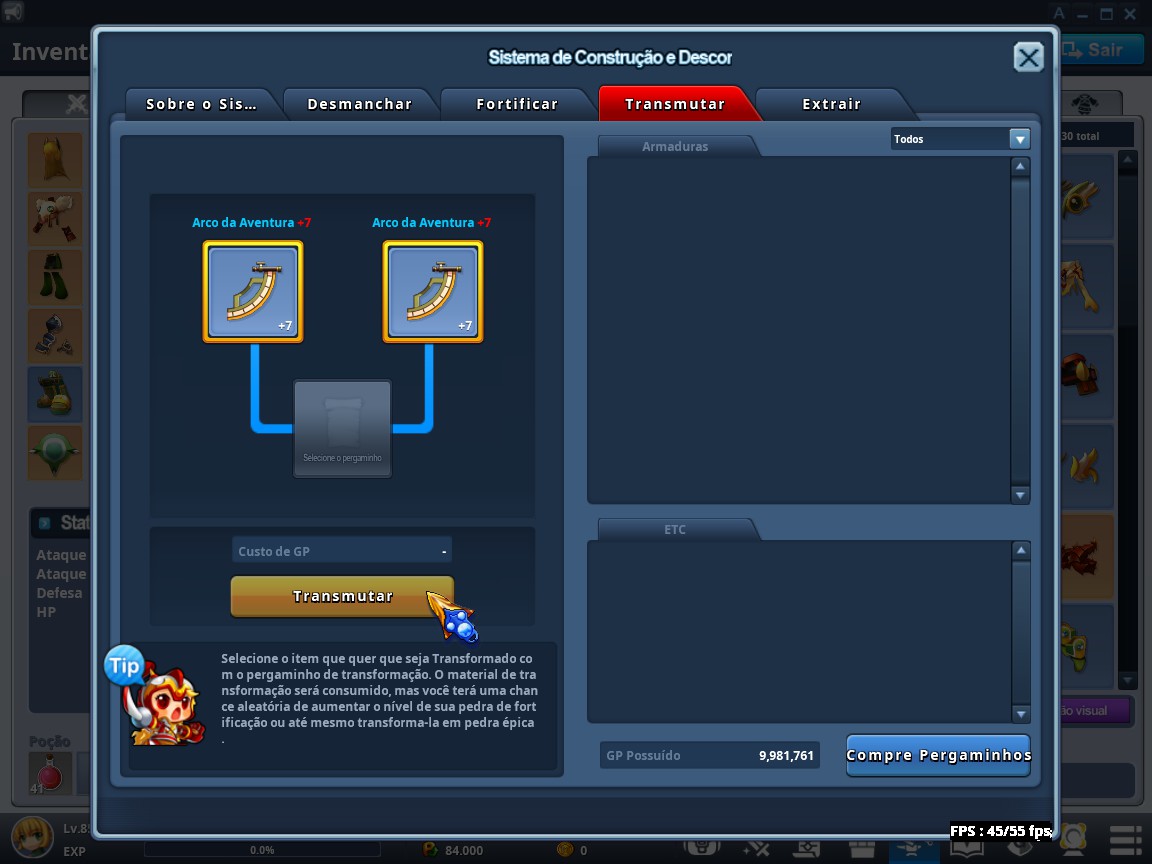 A
Invent
Sair
Sistema de Construção e Descor
Sobre o Sis...
Desmanchar
Fortificar
Transmutar
Extrair
Todos
30 total
Armaduras
Arco da Aventura +7
Arco da Aventura +7
+7
+7
Selecione o pergaminho
ETC
Stat
Ataque
Ataque
Defesa
HP
Custo de GP
-
Transmutar
Tip
Selecione o item que quer que seja Transformado co
m o pergaminho de transformação. O material de tra
nsformação será consumido, mas você terá uma chan
ce aleatória de aumentar o nível de sua pedra de fort
ificação ou até mesmo transforma-la em pedra épica
.
ão visual
Poção
41
GP Possuído
9,981,761
Compre Pergaminhos
FPS : 45/55 fps
Lv.8
EXP
0.0%
84.000
0